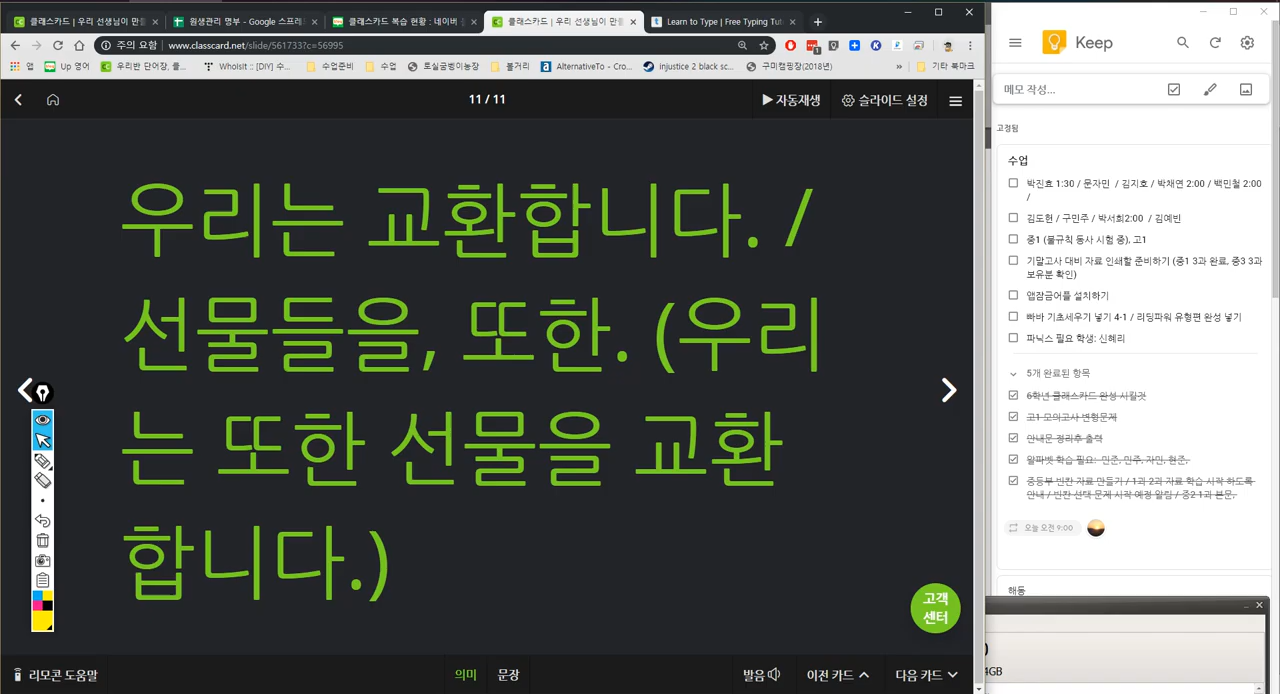 클래스카드 | 우리 선생님이 만들
원생관리 명부 - Google 스프레
클래스카드 복습 현황 : 네이버 블
클래스카드 | 우리 선생님이 만들
Learn to Type | Free Typing Tut
주의 요함 | www.classcard.net/slide/561733?c=56995
앱
Up 영어
우리반 단어장, 클...
WhoisIt :: [DIY] 수...
수업준비
수업
토실굼벵이농장
볼거리
AlternativeTo - Cro...
injustice 2 black sc...
구미캠핑장(2018년)
»
기타 북마크
11 / 11
자동재생
슬라이드 설정
우리는 교환합니다. /
선물들을, 또한. (우리
는 또한 선물을 교환
합니다.)
고객
센터
리모콘 도움말
의미
문장
발음
이전 카드
다음 카드
Keep
메모 작성...
고정됨
수업
박진효 1:30 / 문자민 / 김지호 / 박채연 2:00 / 백민철 2:00
/
김도현 / 구민주 / 박서희2:00 / 김예빈
중1 (불규칙 동사 시험 중), 고1
기말고사 대비 자료 인쇄할 준비하기 (중1 3과 완료, 중3 3과
보유분 확인)
앱잠금어플 설치하기
빠바 기초세우기 넣기 4-1 / 리딩파워 유형편 완성 넣기
파닉스 필요 학생: 신혜리
5개 완료된 항목
6학년 클래스카드 완성 시킬것
고1 모의고사 변형문제
안내문 정리후 출력
알파벳 학습 필요: 민준, 민주, 자민, 현준,
중등부 빈칸 자료 만들기 / 1과 2과 자료 학습 시작 하도록
안내 / 빈칸 선택 문제 시작 예정 알림 / 중2 1과 본문,
오늘 오전 9:00
해동
4GB